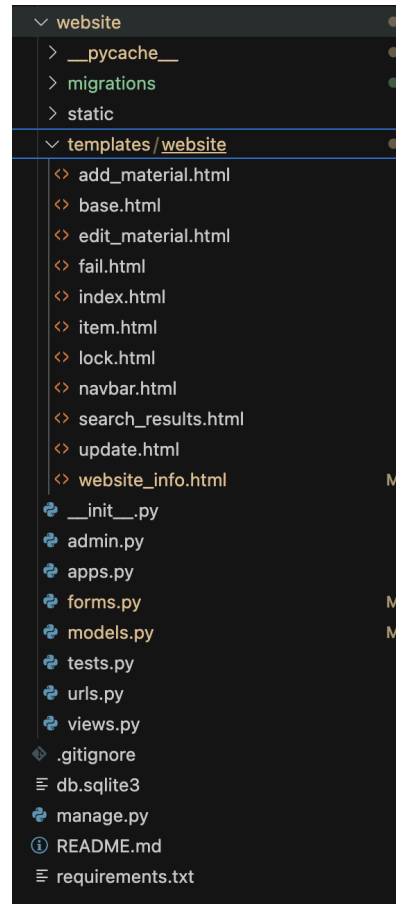 website
__pycache__
migrations
static
templates/website
add_material.html
base.html
edit_material.html
fail.html
index.html
item.html
lock.html
navbar.html
search_results.html
update.html
website_info.html M
__init__.py
admin.py
apps.py
forms.py M
models.py M
tests.py
urls.py
views.py
.gitignore
db.sqlite3
manage.py
README.md
requirements.txt